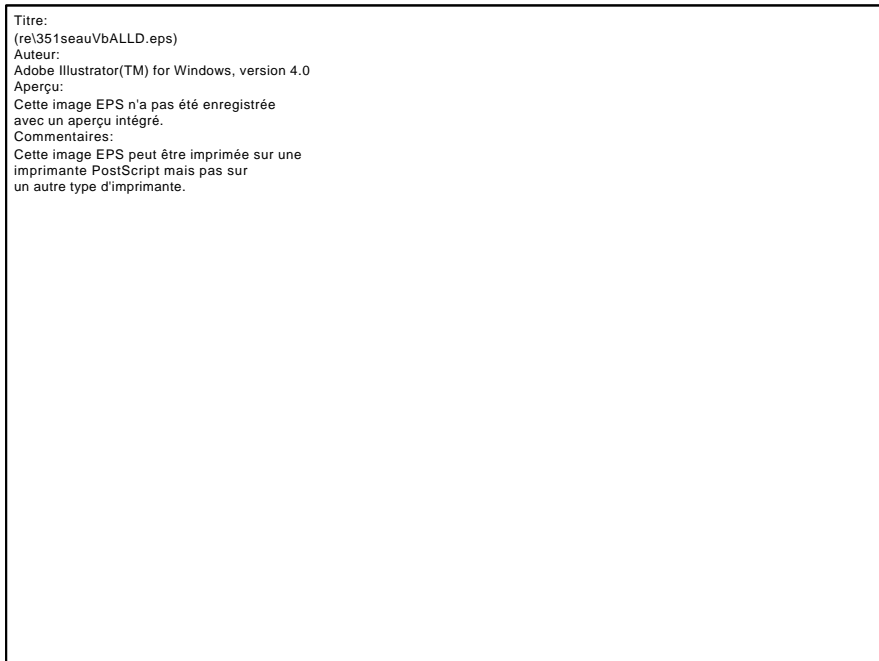 Titre:
(re\351seauVbALLD.eps)
Auteur:
Adobe Illustrator(TM) for Windows, version 4.0
Aperçu:
Cette image EPS n'a pas été enregistrée
avec un aperçu intégré.
Commentaires:
Cette image EPS peut être imprimée sur une
imprimante PostScript mais pas sur
un autre type d'imprimante.